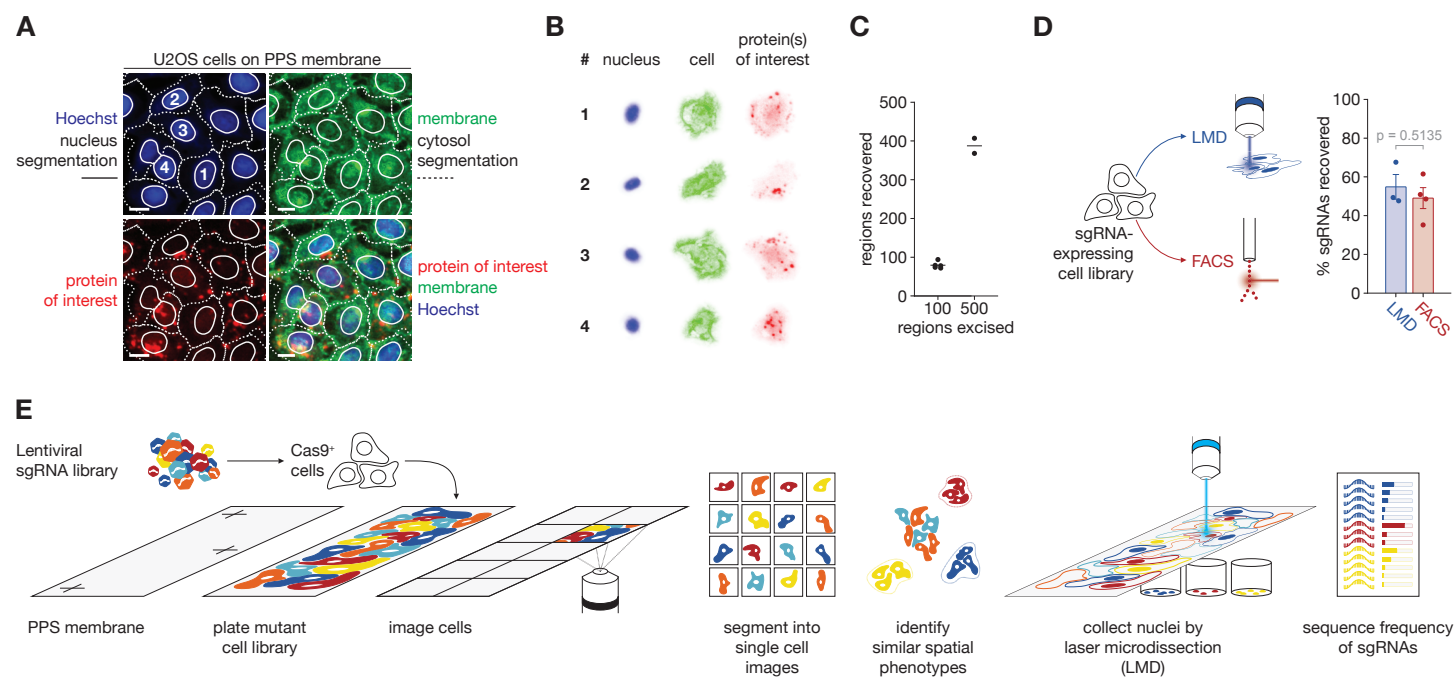 A
U2OS cells on PPS membrane
Hoechst
nucleus
segmentation
2
3
4
1
membrane
cytosol
segmentation
protein
of interest
protein of interest
membrane
Hoechst
B
# nucleus cell protein(s)
of interest
1
2
3
4
C
regions recovered
500
400
300
200
100
0
100
500
regions excised
D
LMD
sgRNA-
expressing
cell library
FACS
% sgRNAs recovered
100
80
60
40
20
0
p = 0.5135
LMD
FACS
E
Lentiviral
sgRNA library
Cas9⁺
cells
PPS membrane
plate mutant
cell library
image cells
segment into
single cell
images
identify
similar spatial
phenotypes
collect nuclei by
laser microdissection
(LMD)
sequence frequency
of sgRNAs